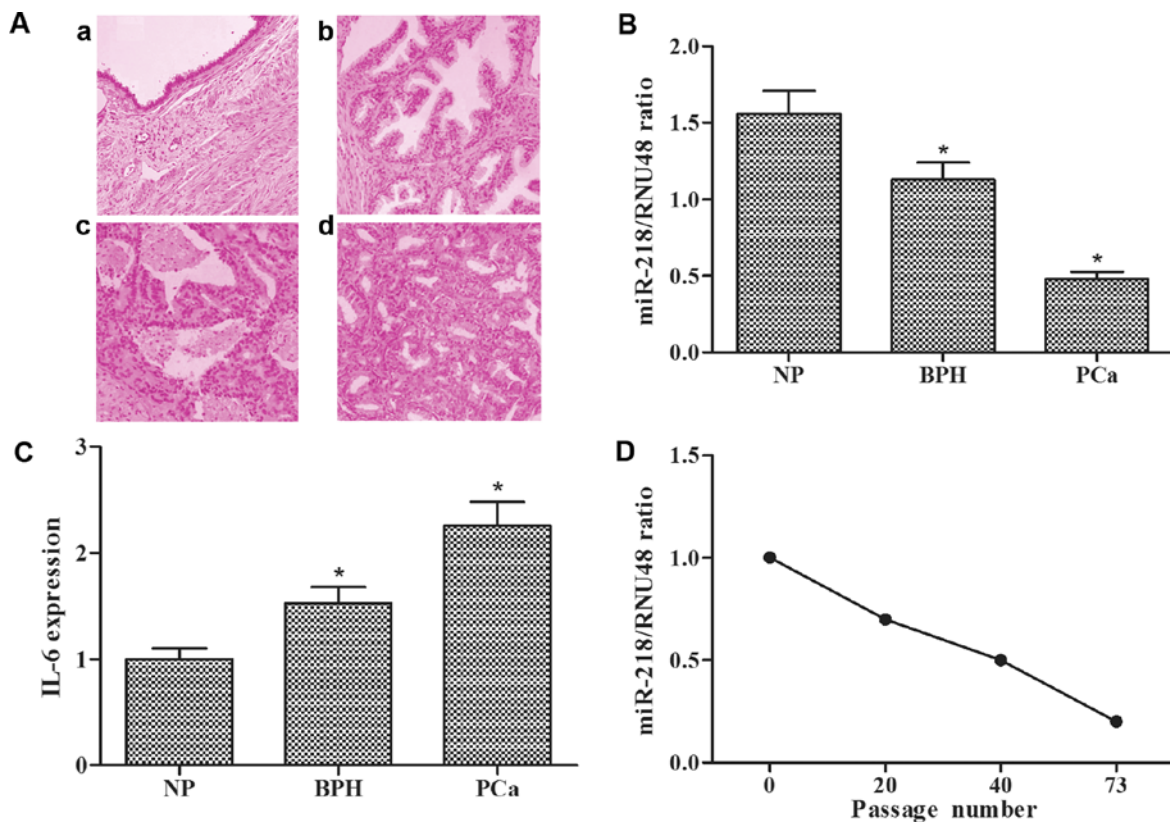 A
a
b
c
d
B
miR-218/RNU48 ratio
2.0
1.5
1.0
0.5
0.0
*
*
NP BPH PCa
C
IL-6 expression
3
2
1
0
*
*
NP BPH PCa
D
miR-218/RNU48 ratio
1.5
1.0
0.5
0.0
0 20 40 73
Passage number